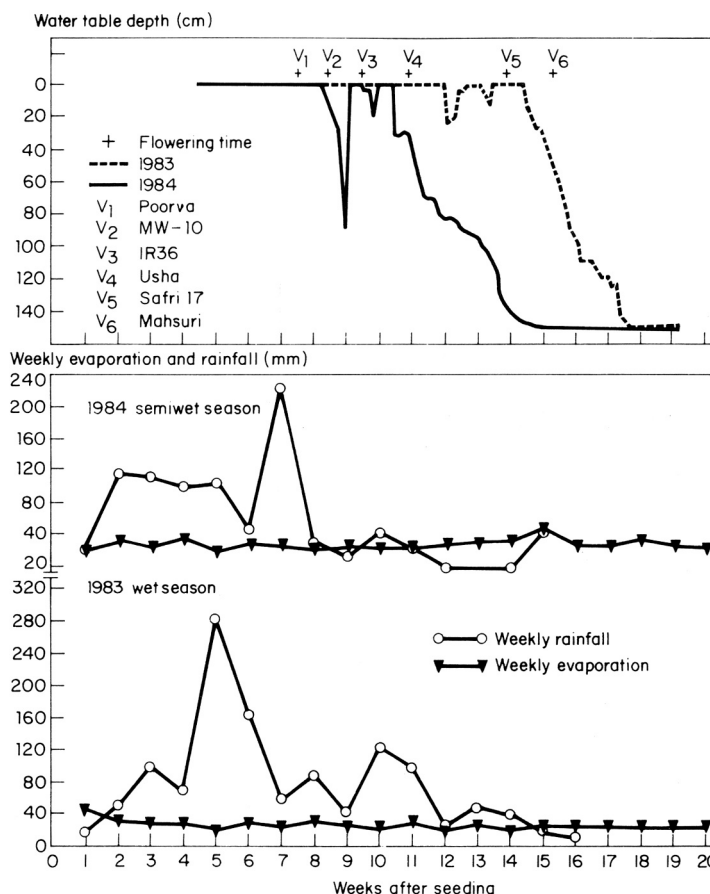 Water table depth (cm)
V1 V2 V3 V4 V5 V6
+ + + + + +
0
20
40
60
80
100
120
140
+ Flowering time
1983
1984
V1 Poorva
V2 MW-10
V3 IR36
V4 Usha
V5 Safri 17
V6 Mahsuri
Weekly evaporation and rainfall (mm)
240
200
160
120
80
40
20
1984 semiwet season
320
280
240
200
160
120
80
40
0
1983 wet season
Weekly rainfall
Weekly evaporation
0 1 2 3 4 5 6 7 8 9 10 11 12 13 14 15 16 17 18 19 20
Weeks after seeding